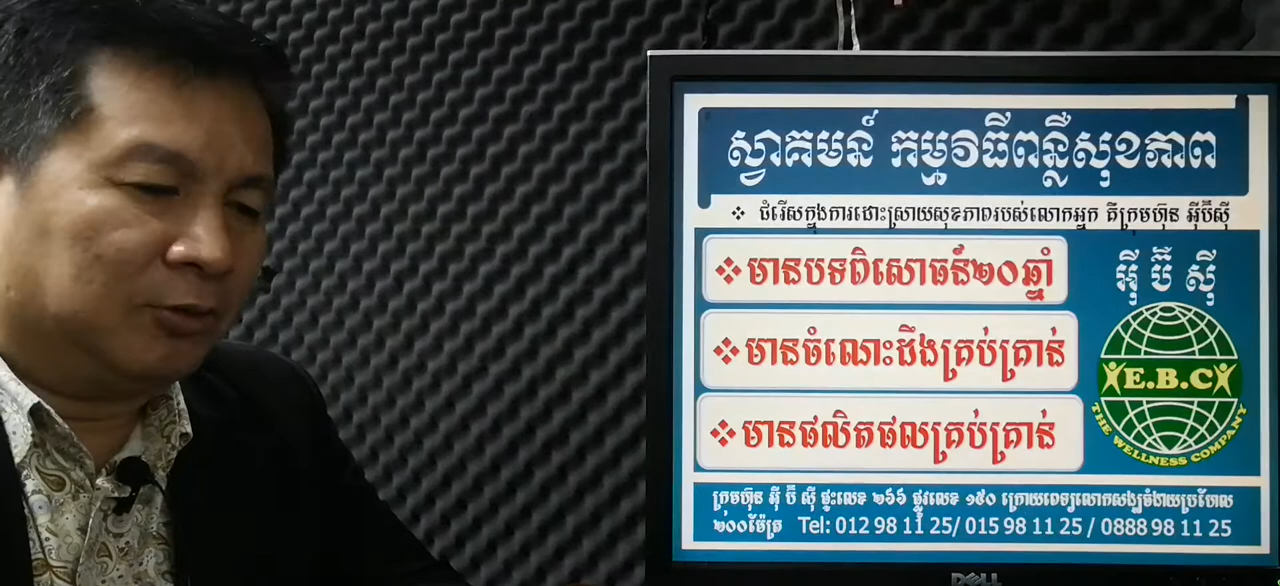 ស្វាគមន៍ កម្មវិធីពន្លឺសុខភាព
❖ ជំរើសក្នុងការដោះស្រាយសុខភាពរបស់លោកអ្នក គឺក្រុមហ៊ុន អ៊ីប៊ីស៊ី
❖មានបទពិសោធន៍២០ឆ្នាំ
❖មានចំណេះដឹងគ្រប់គ្រាន់
❖មានផលិតផលគ្រប់គ្រាន់
អ៊ី ប៊ី ស៊ី
E.B.C
THE WELLNESS COMPANY
ក្រុមហ៊ុន អ៊ី ប៊ី ស៊ី ផ្ទះលេខ ២៦៦ ផ្លូវលេខ ១៥០ ក្រោយពេទ្យលោកសង្ឃចំងាយប្រហែល
២០០ម៉ែត្រ Tel: 012 98 11 25/ 015 98 11 25 / 0888 98 11 25
DELL